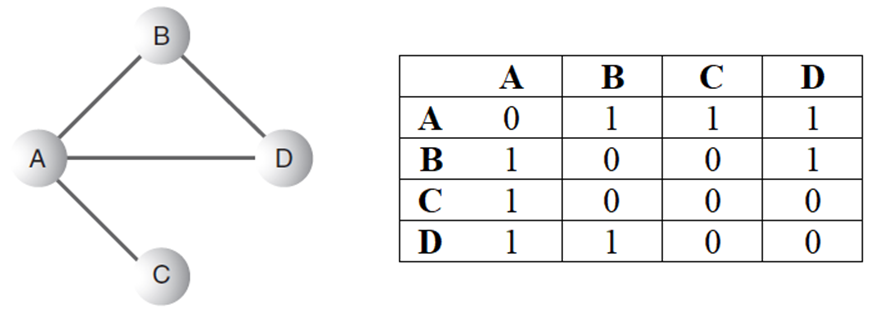 B
A
D
C
A B C D
A 0 1 1 1
B 1 0 0 1
C 1 0 0 0
D 1 1 0 0